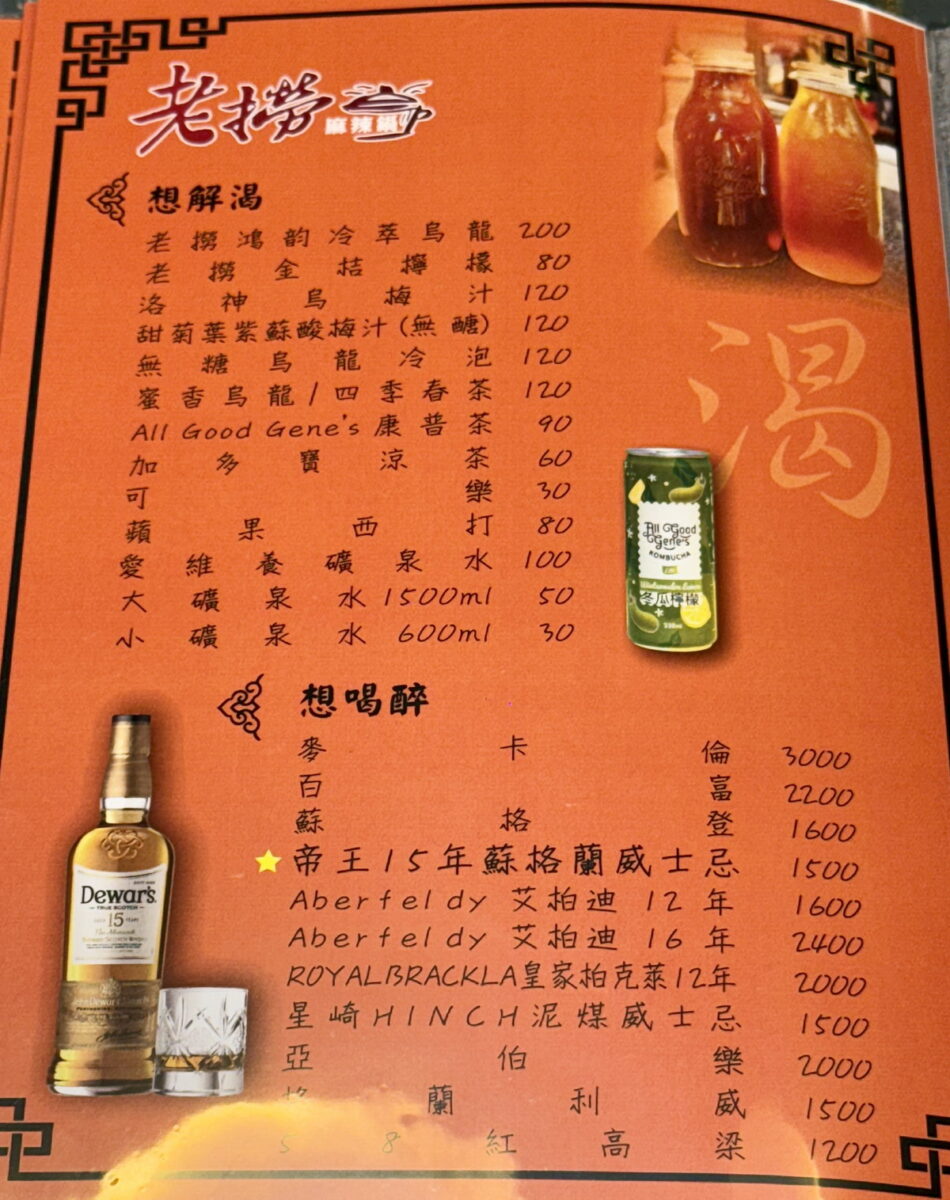 老撈
麻辣鍋
想解渴
老撈鴻韵冷萃烏龍 200
老撈金桔檸檬 80
洛神烏梅汁 120
甜菊葉紫蘇酸梅汁(無醣) 120
無糖烏龍冷泡 120
蜜香烏龍/四季春茶 120
All Good Gene's 康普茶 90
加多寶涼茶 60
可樂 30
蘋果西打 80
愛維養礦泉水 100
大礦泉水 1500ml 50
小礦泉水 600ml 30
渴
All Good
Gene's
KOMBUCHA
冬瓜檸檬
想喝醉
麥卡倫 3000
百富 2200
蘇格登 1600
帝王15年蘇格蘭威士忌 1500
Aberfeldy 艾柏迪 12年 1600
Aberfeldy 艾柏迪 16年 2400
ROYALBRACKLA皇家柏克萊12年 2000
星崎HINCH泥煤威士忌 1500
亞伯樂 2000
格蘭利威 1500
58紅高粱 1200
Dewar's
TRUE SCOTCH
15 YEARS